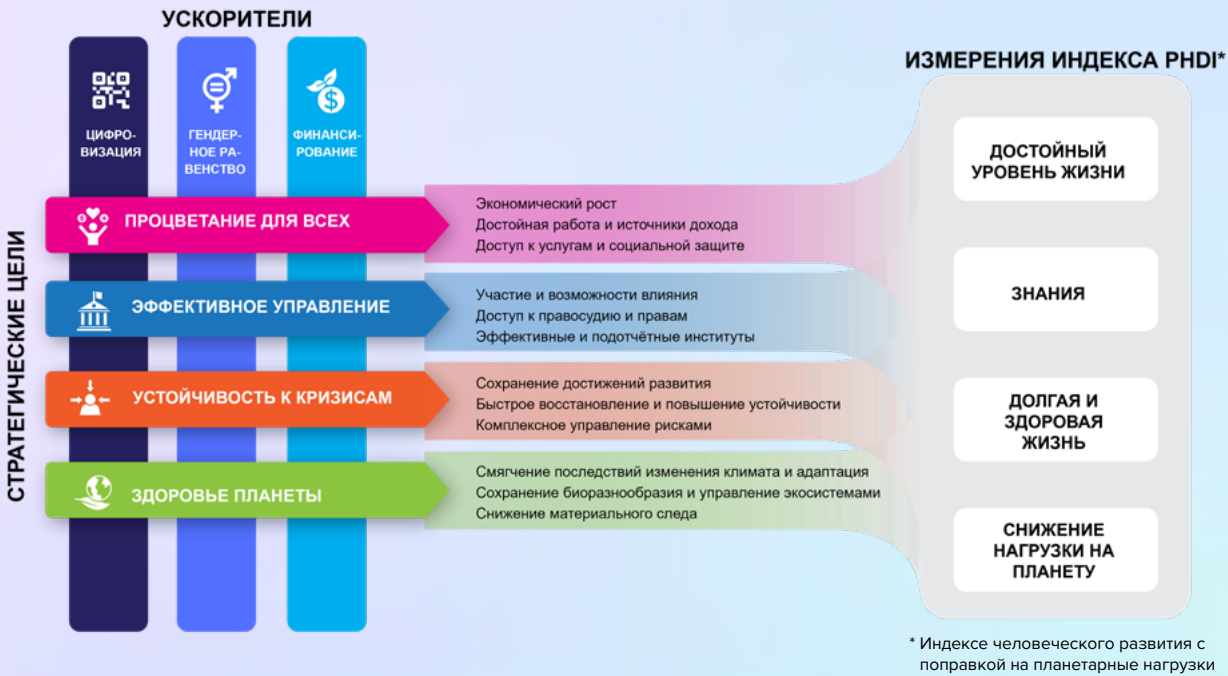 УСКОРИТЕЛИ
ЦИФРО-
ВИЗАЦИЯ
ГЕНДЕР-
НОЕ РА-
ВЕНСТВО
ФИНАНСИ-
РОВАНИЕ
СТРАТЕГИЧЕСКИЕ ЦЕЛИ
ПРОЦВЕТАНИЕ ДЛЯ ВСЕХ
Экономический рост
Достойная работа и источники дохода
Доступ к услугам и социальной защите
ЭФФЕКТИВНОЕ УПРАВЛЕНИЕ
Участие и возможности влияния
Доступ к правосудию и правам
Эффективные и подотчётные институты
УСТОЙЧИВОСТЬ К КРИЗИСАМ
Сохранение достижений развития
Быстрое восстановление и повышение устойчивости
Комплексное управление рисками
ЗДОРОВЬЕ ПЛАНЕТЫ
Смягчение последствий изменения климата и адаптация
Сохранение биоразнообразия и управление экосистемами
Снижение материального следа
ИЗМЕРЕНИЯ ИНДЕКСА PHDI*
ДОСТОЙНЫЙ
УРОВЕНЬ ЖИЗНИ
ЗНАНИЯ
ДОЛГАЯ И
ЗДОРОВАЯ
ЖИЗНЬ
СНИЖЕНИЕ
НАГРУЗКИ НА
ПЛАНЕТУ
* Индексе человеческого развития с
поправкой на планетарные нагрузки